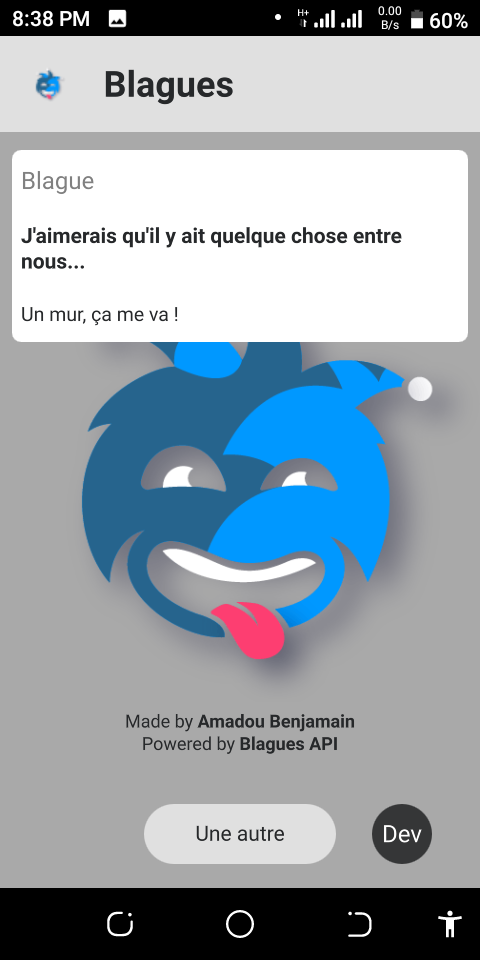 8:38 PM H+ 0.00 B/s 60%
Blagues
Blague
J'aimerais qu'il y ait quelque chose entre
nous...
Un mur, ça me va !
Made by Amadou Benjamain
Powered by Blagues API
Une autre Dev